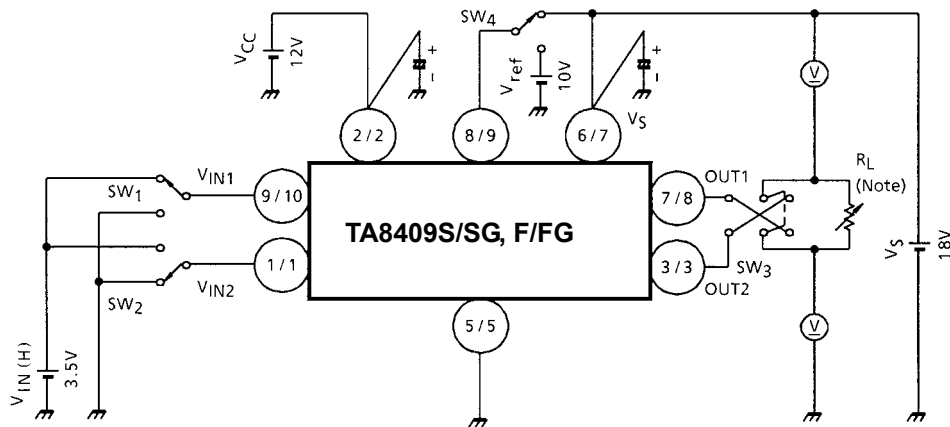 VCC
12V
+
-
SW4
Vref
10V
+
-
VS
V
2/2
8/9
6/7
SW1
VIN1
9/10
OUT1
7/8
RL
(Note)
TA8409S/SG, F/FG
SW2
VIN2
1/1
3/3
OUT2
SW3
VS
18V
5/5
V
VIN (H)
3.5V